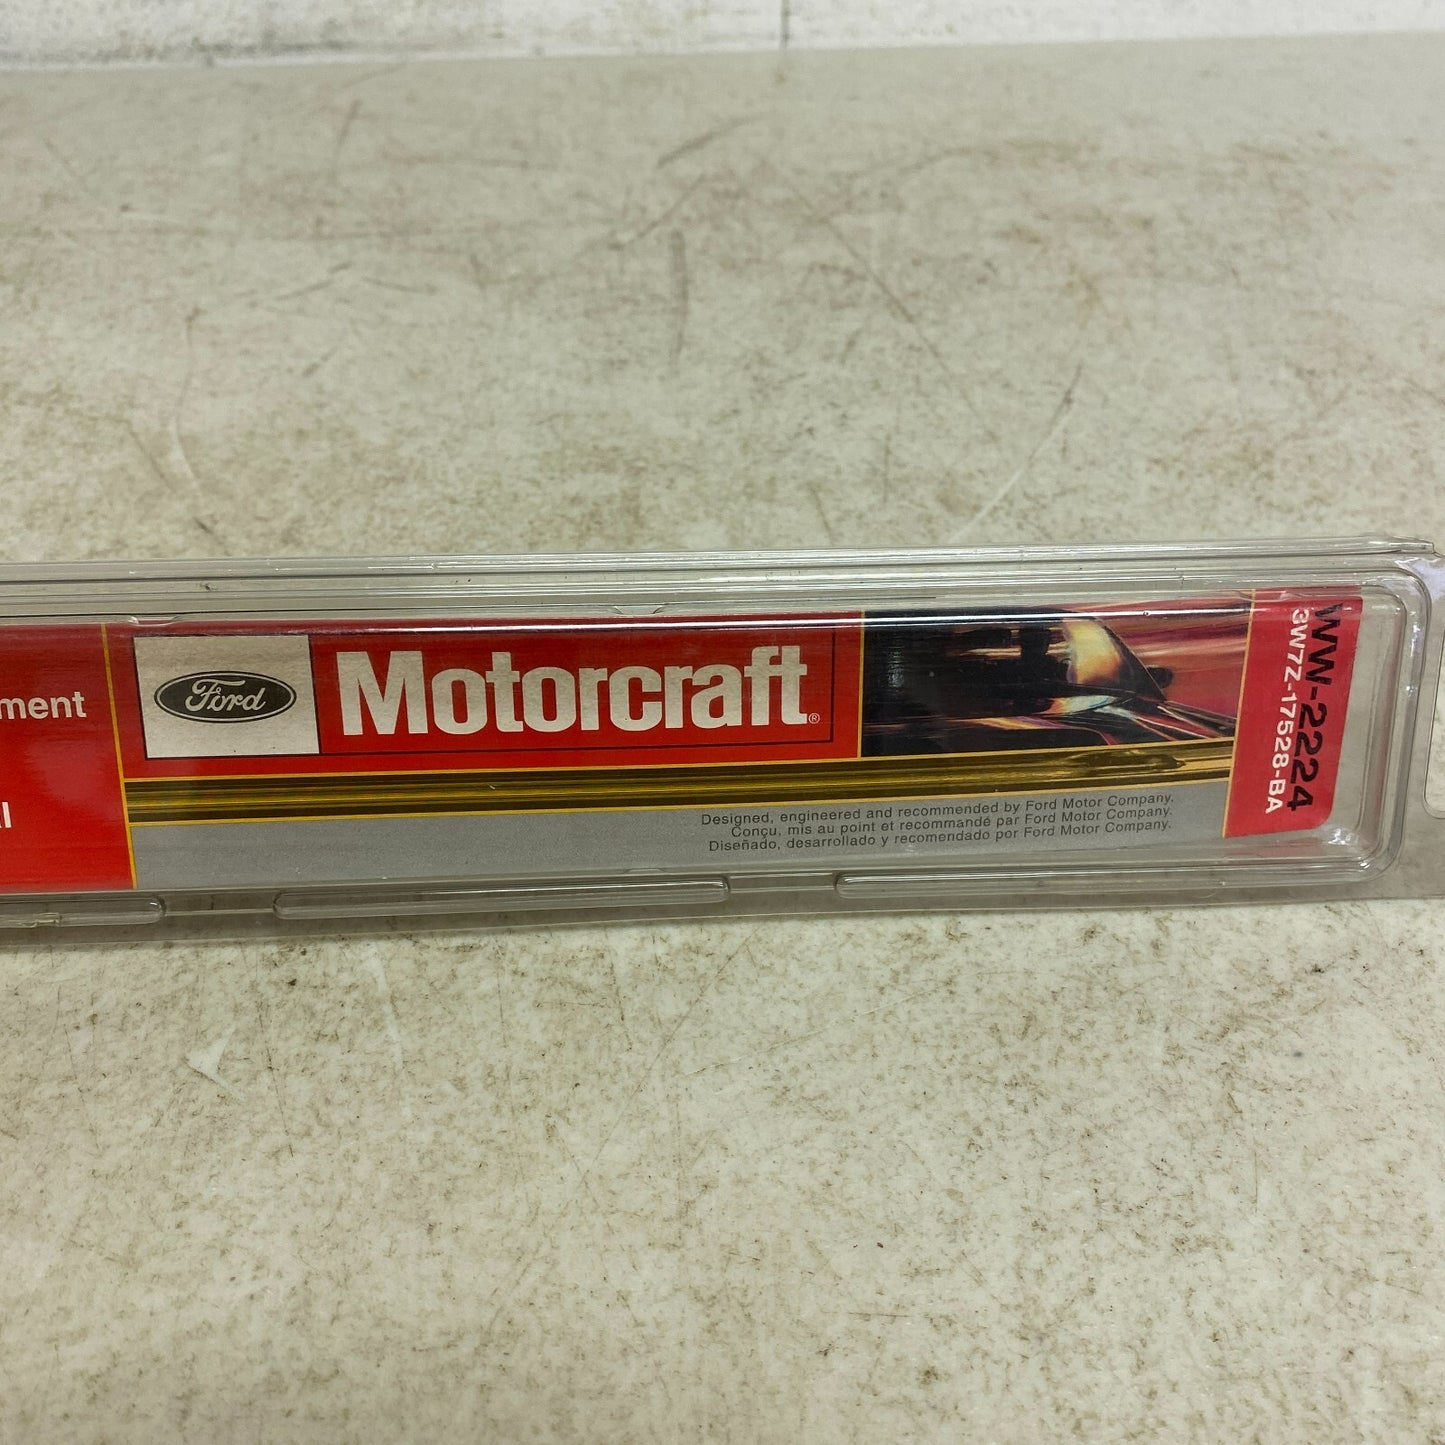 ment
l
Ford
Motorcraft®
Designed, engineered and recommended by Ford Motor Company.
Conçu, mis au point et recommandé par Ford Motor Company.
Diseñado, desarrollado y recomendado por Ford Motor Company.
WW-2224
3W7Z-17528-BA